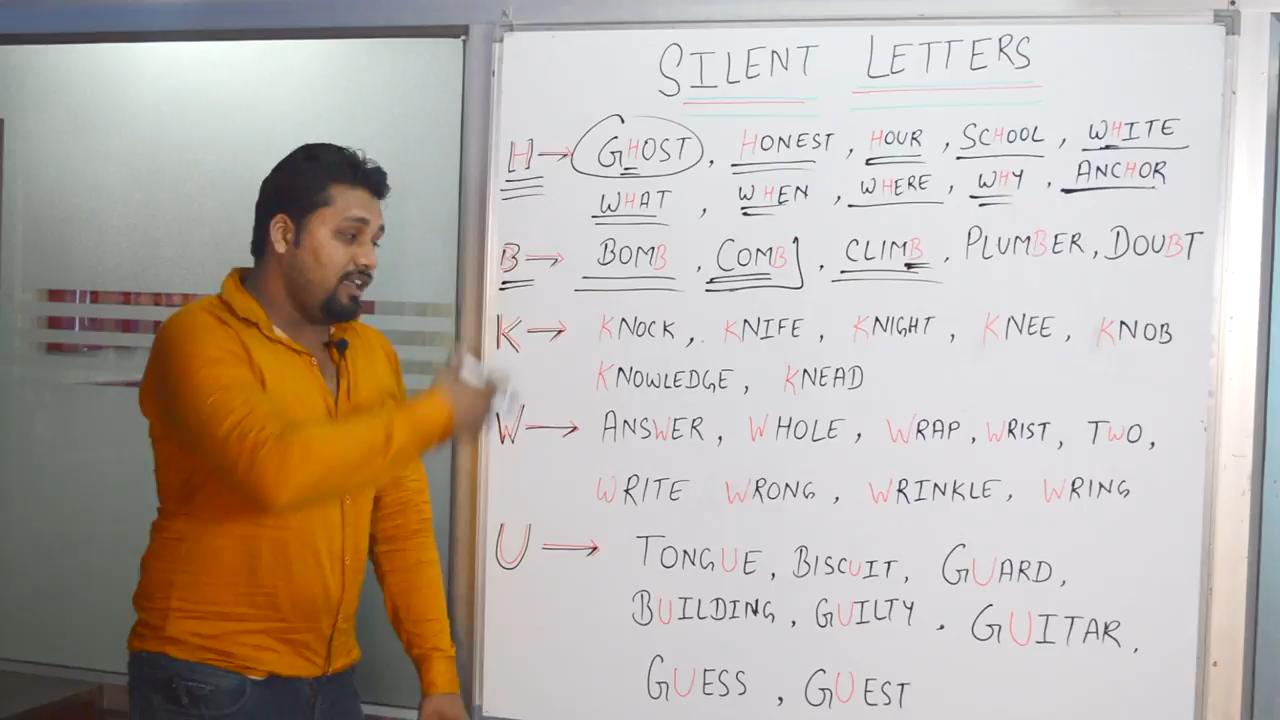 SILENT LETTERS
H → GHOST, HONEST, HOUR, SCHOOL, WHITE
WHAT, WHEN, WHERE, WHY, ANCHOR
B → BOMB, COMB, CLIMB, PLUMBER, DOUBT
K → KNOCK, KNIFE, KNIGHT, KNEE, KNOB
KNOWLEDGE, KNEAD
W → ANSWER, WHOLE, WRAP, WRIST, TWO,
WRITE WRONG, WRINKLE, WRING
U → TONGUE, BISCUIT, GUARD,
BUILDING, GUILTY, GUITAR,
GUESS, GUEST